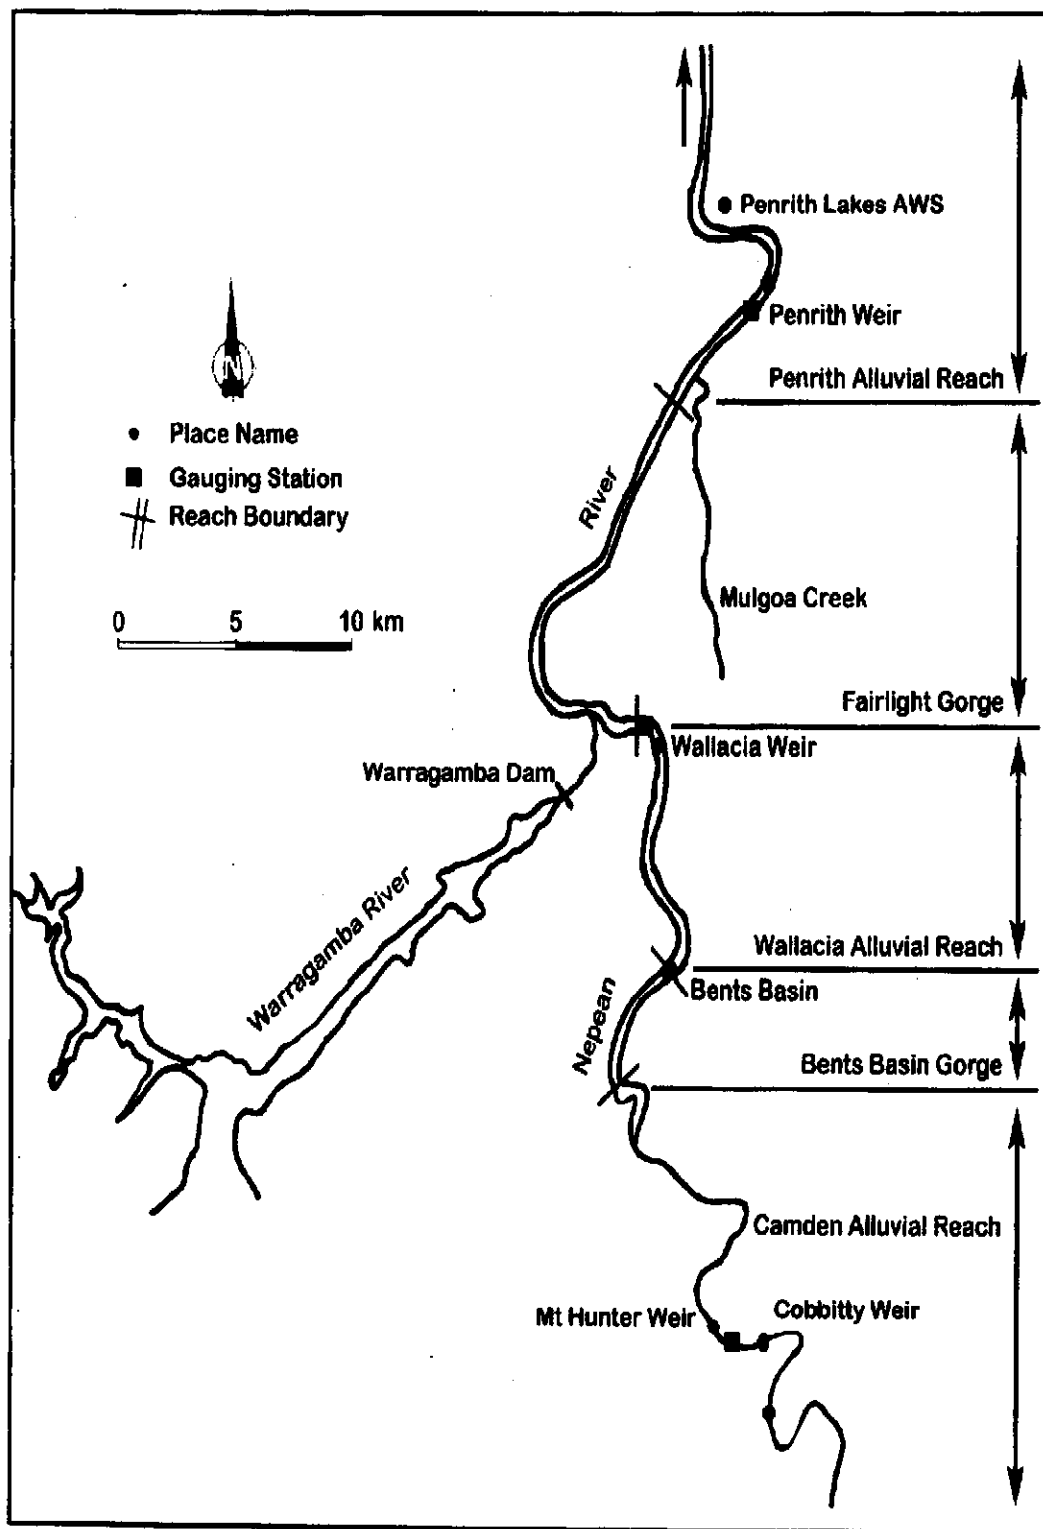 Penrith Lakes AWS
Penrith Weir
Penrith Alluvial Reach
N
Place Name
Gauging Station
Reach Boundary
River
Mulgoa Creek
0 5 10 km
Fairlight Gorge
Wallacia Weir
Warragamba Dam
Warragamba River
Wallacia Alluvial Reach
Bents Basin
Nepean
Bents Basin Gorge
Camden Alluvial Reach
Mt Hunter Weir
Cobbitty Weir